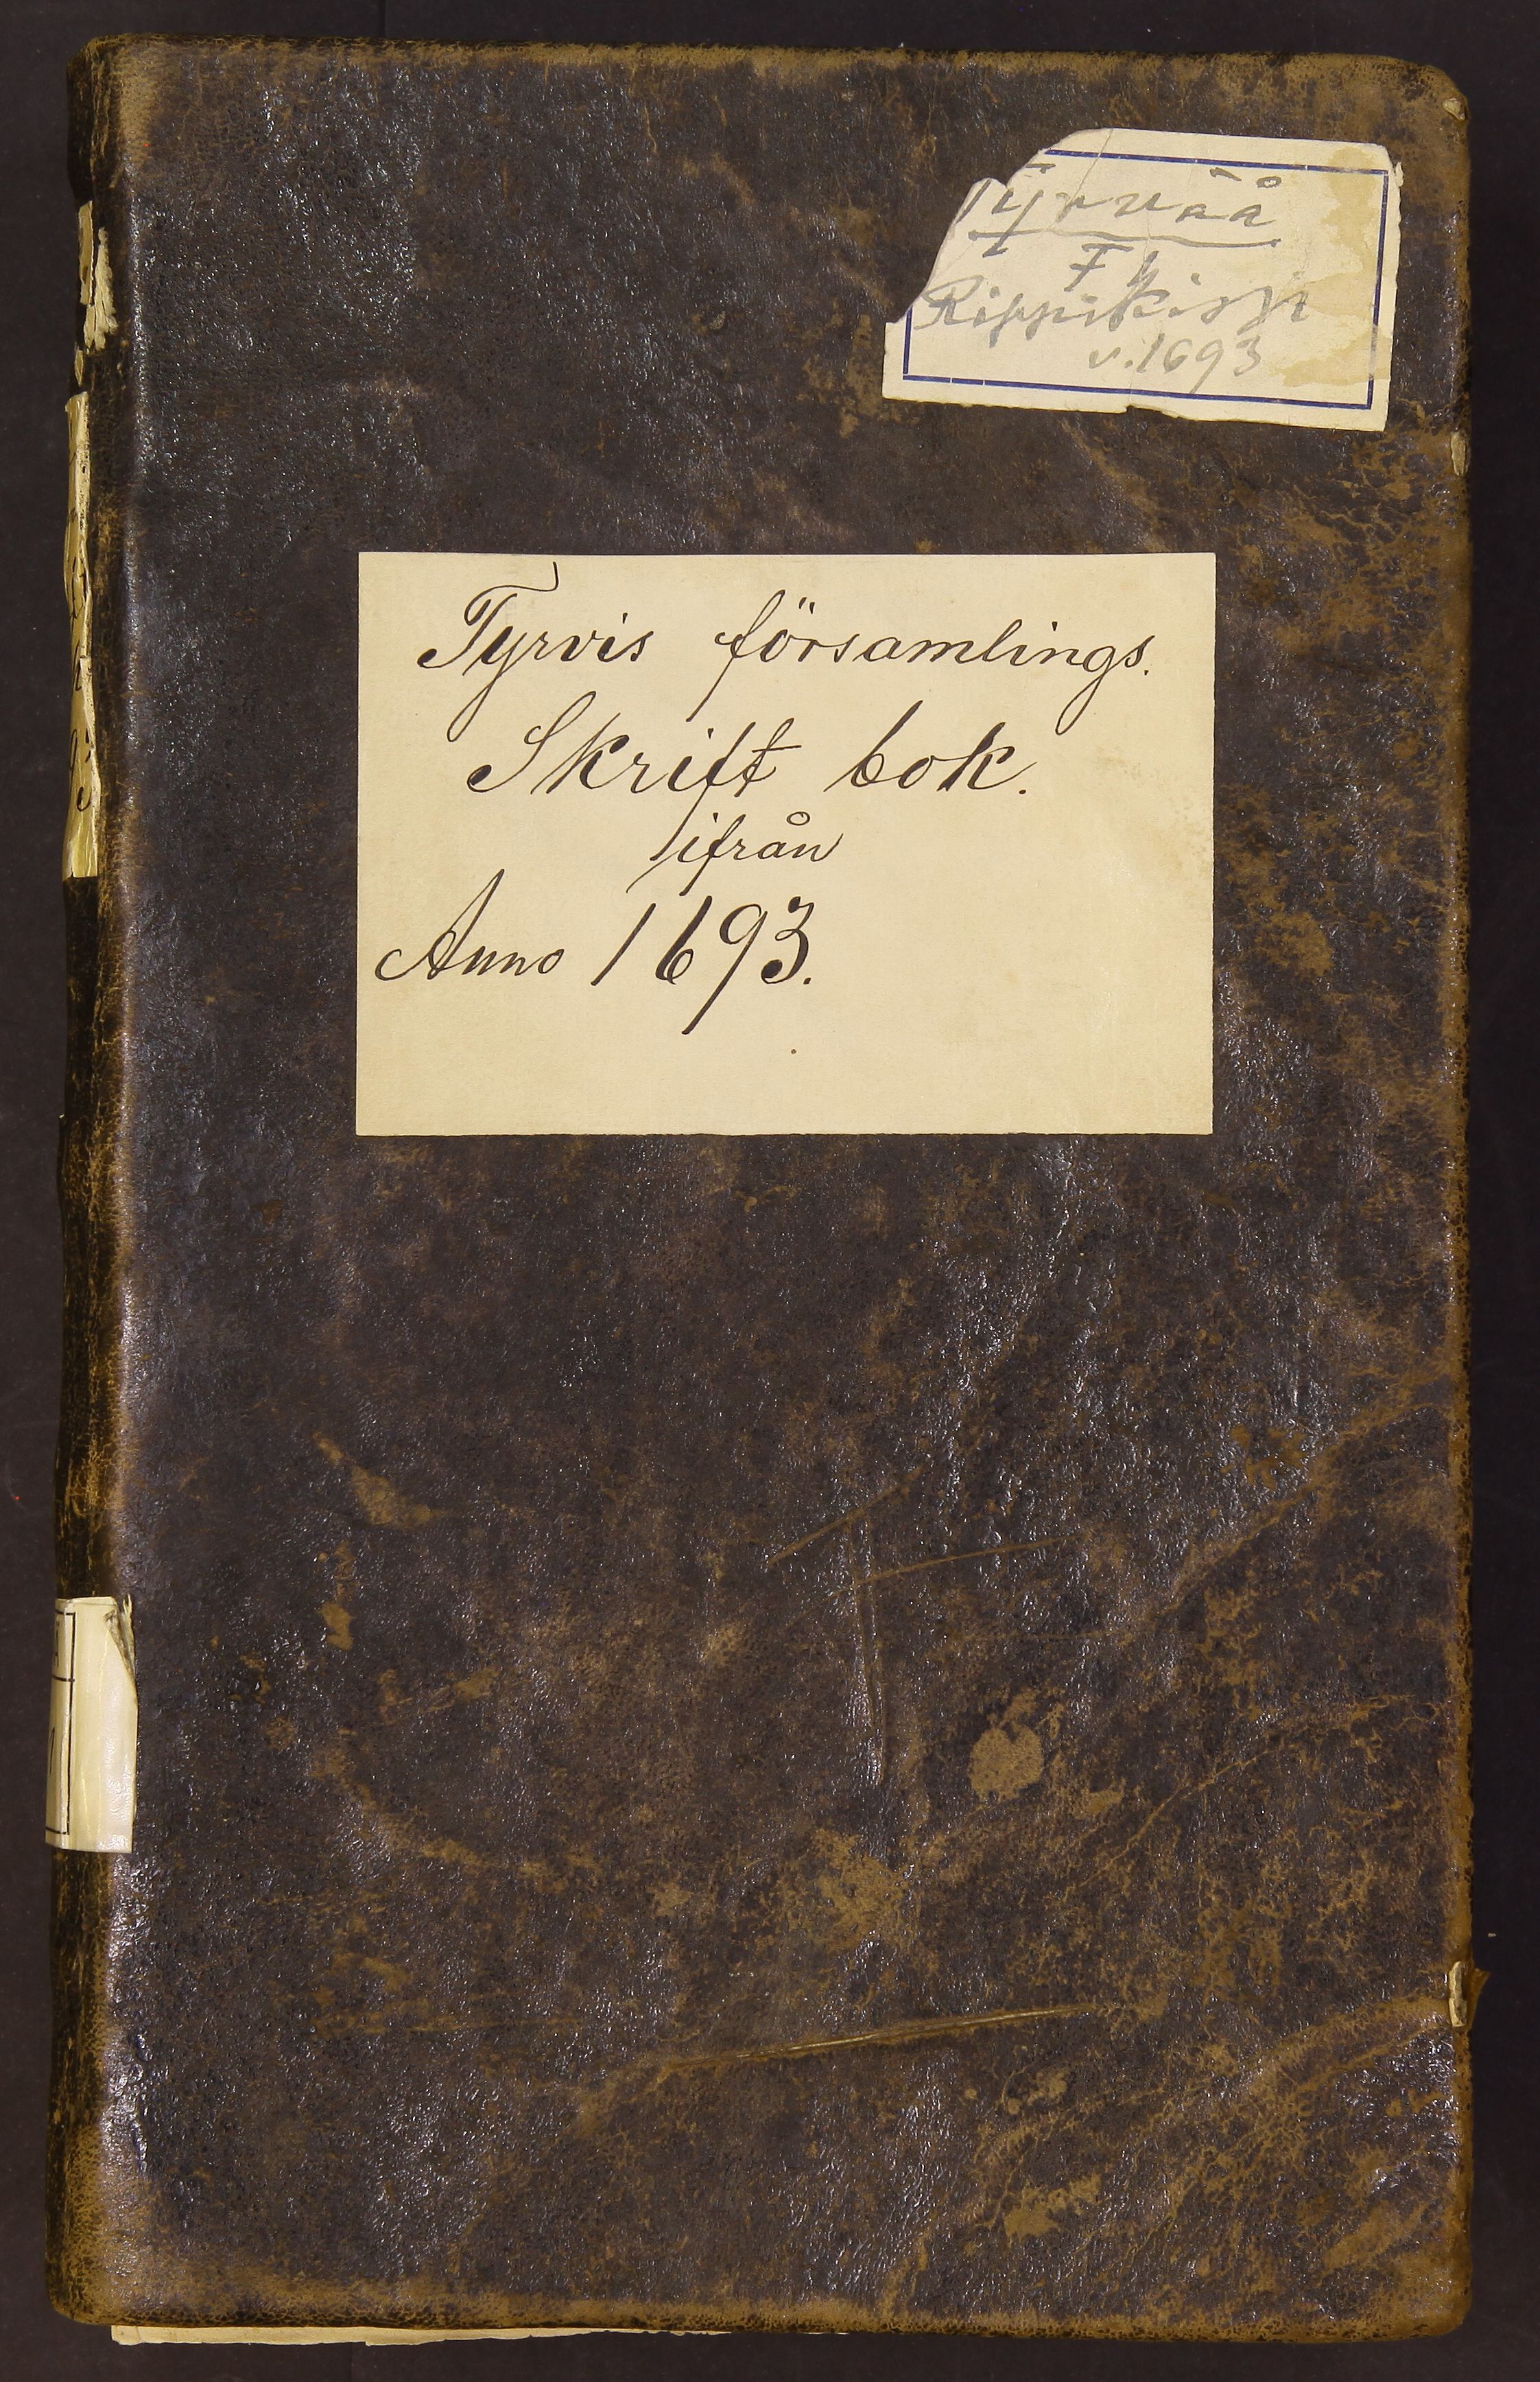 Tyrvää
Rippikirja
v. 1693
Tyrvis församlings.
Skrift bok.
ifrån
Anno 1693.